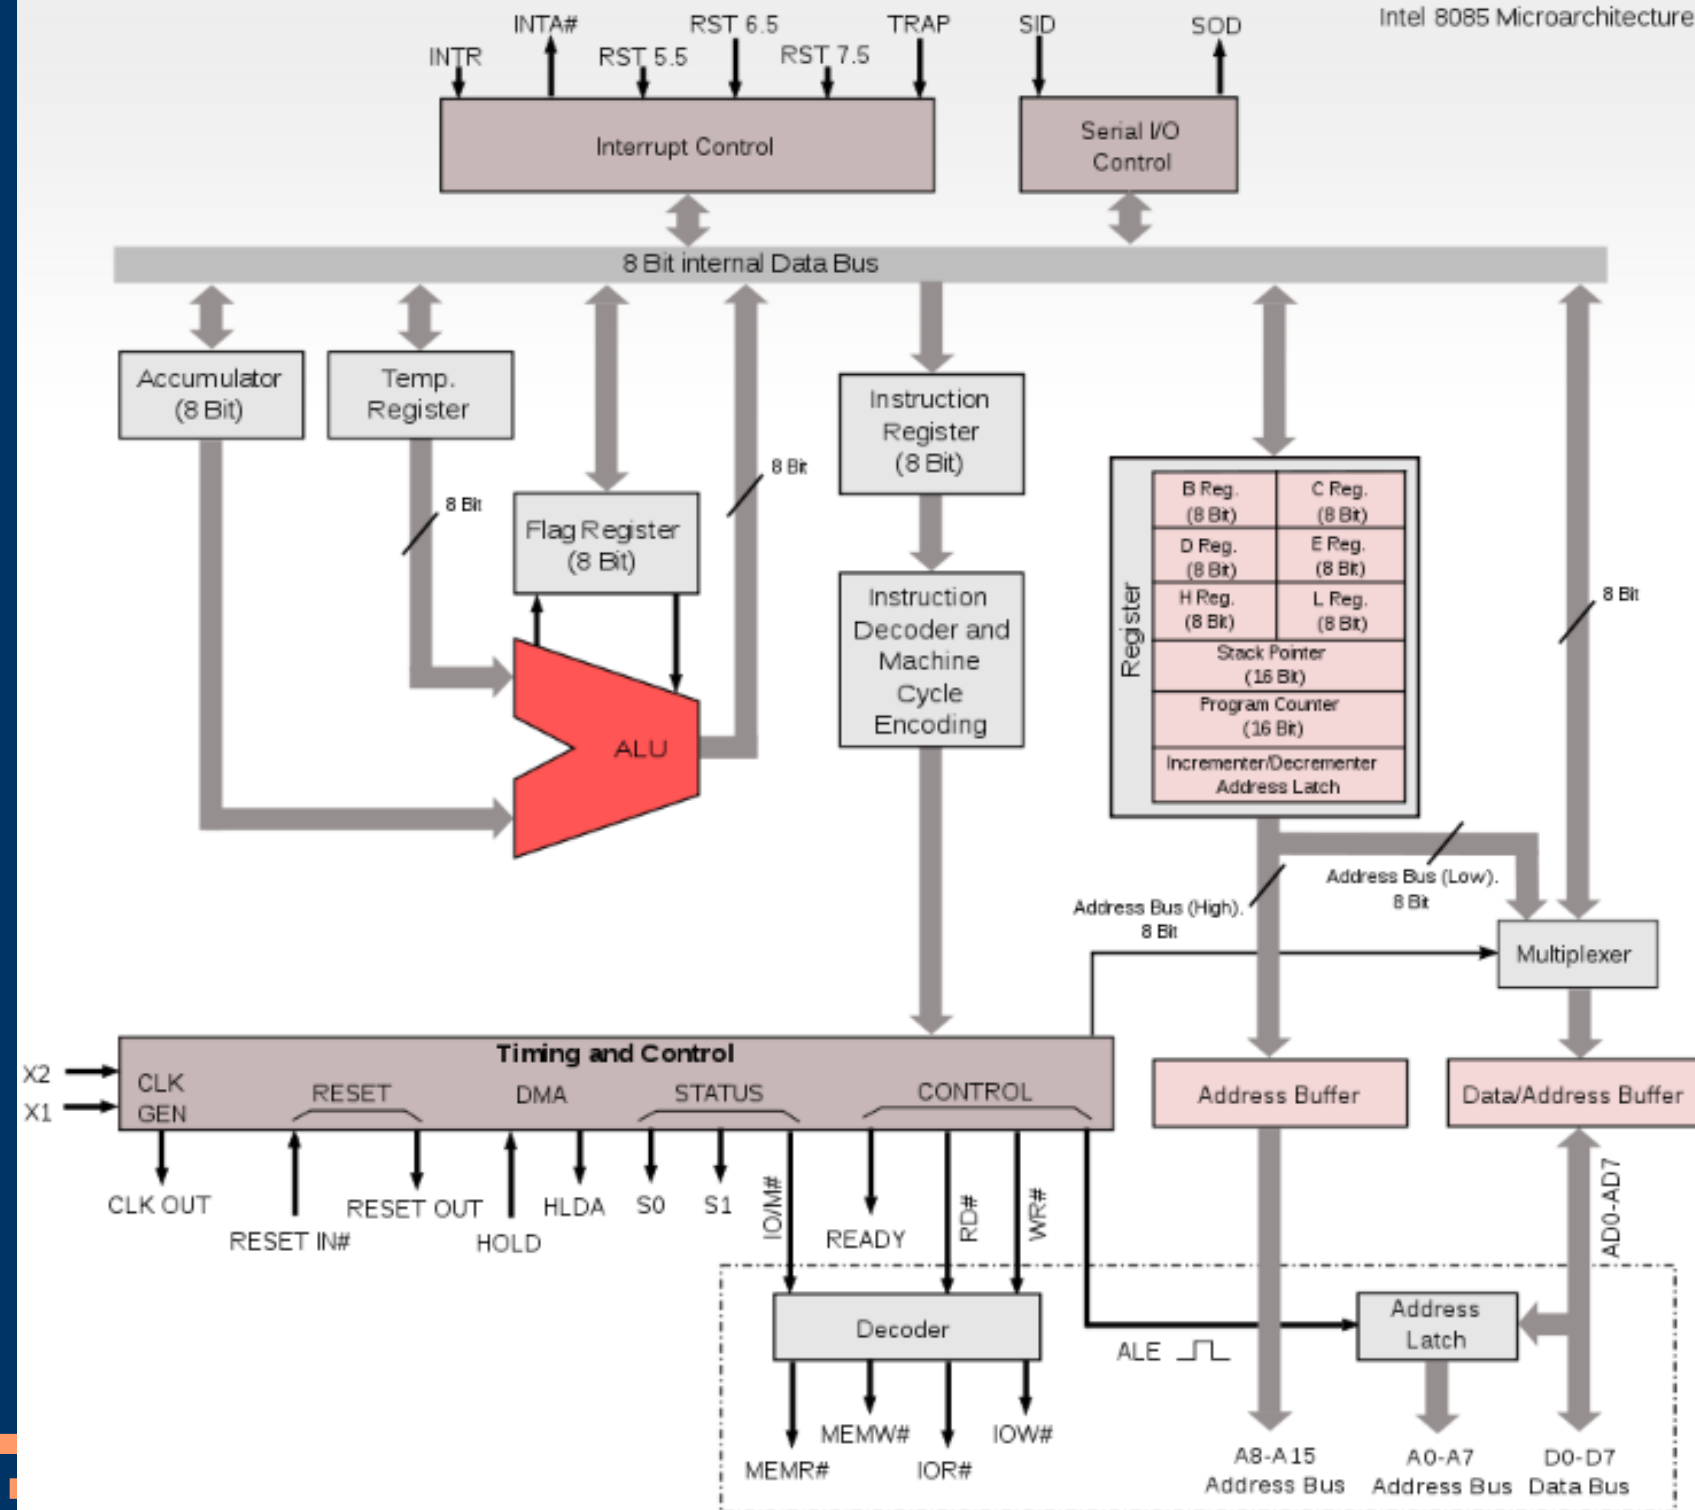 Intel 8085 Microarchitecture
INTA#
RST 6.5
TRAP
SID
SOD
INTR
RST 5.5
RST 7.5
Interrupt Control
Serial I/O
Control
8 Bit internal Data Bus
Accumulator
(8 Bit)
Temp.
Register
Instruction
Register
(8 Bit)
8 Bit
8 Bit
Flag Register
(8 Bit)
B Reg.
(8 Bit)
C Reg.
(8 Bit)
D Reg.
(8 Bit)
E Reg.
(8 Bit)
H Reg.
(8 Bit)
L Reg.
(8 Bit)
Stack Pointer
(16 Bit)
Program Counter
(16 Bit)
Incrementer/Decrementer
Address Latch
Register
8 Bit
Instruction
Decoder and
Machine
Cycle
Encoding
ALU
Address Bus (Low).
8 Bit
Address Bus (High).
8 Bit
Multiplexer
Timing and Control
X2
X1
CLK
GEN
RESET
DMA
STATUS
CONTROL
Address Buffer
Data/Address Buffer
CLK OUT
RESET IN#
RESET OUT
HOLD
HLDA
S0
S1
IO/M#
READY
RD#
WR#
AD0-AD7
Decoder
Address
Latch
ALE
MEMR#
MEMW#
IOR#
IOW#
A8-A15
Address Bus
A0-A7
Address Bus
D0-D7
Data Bus